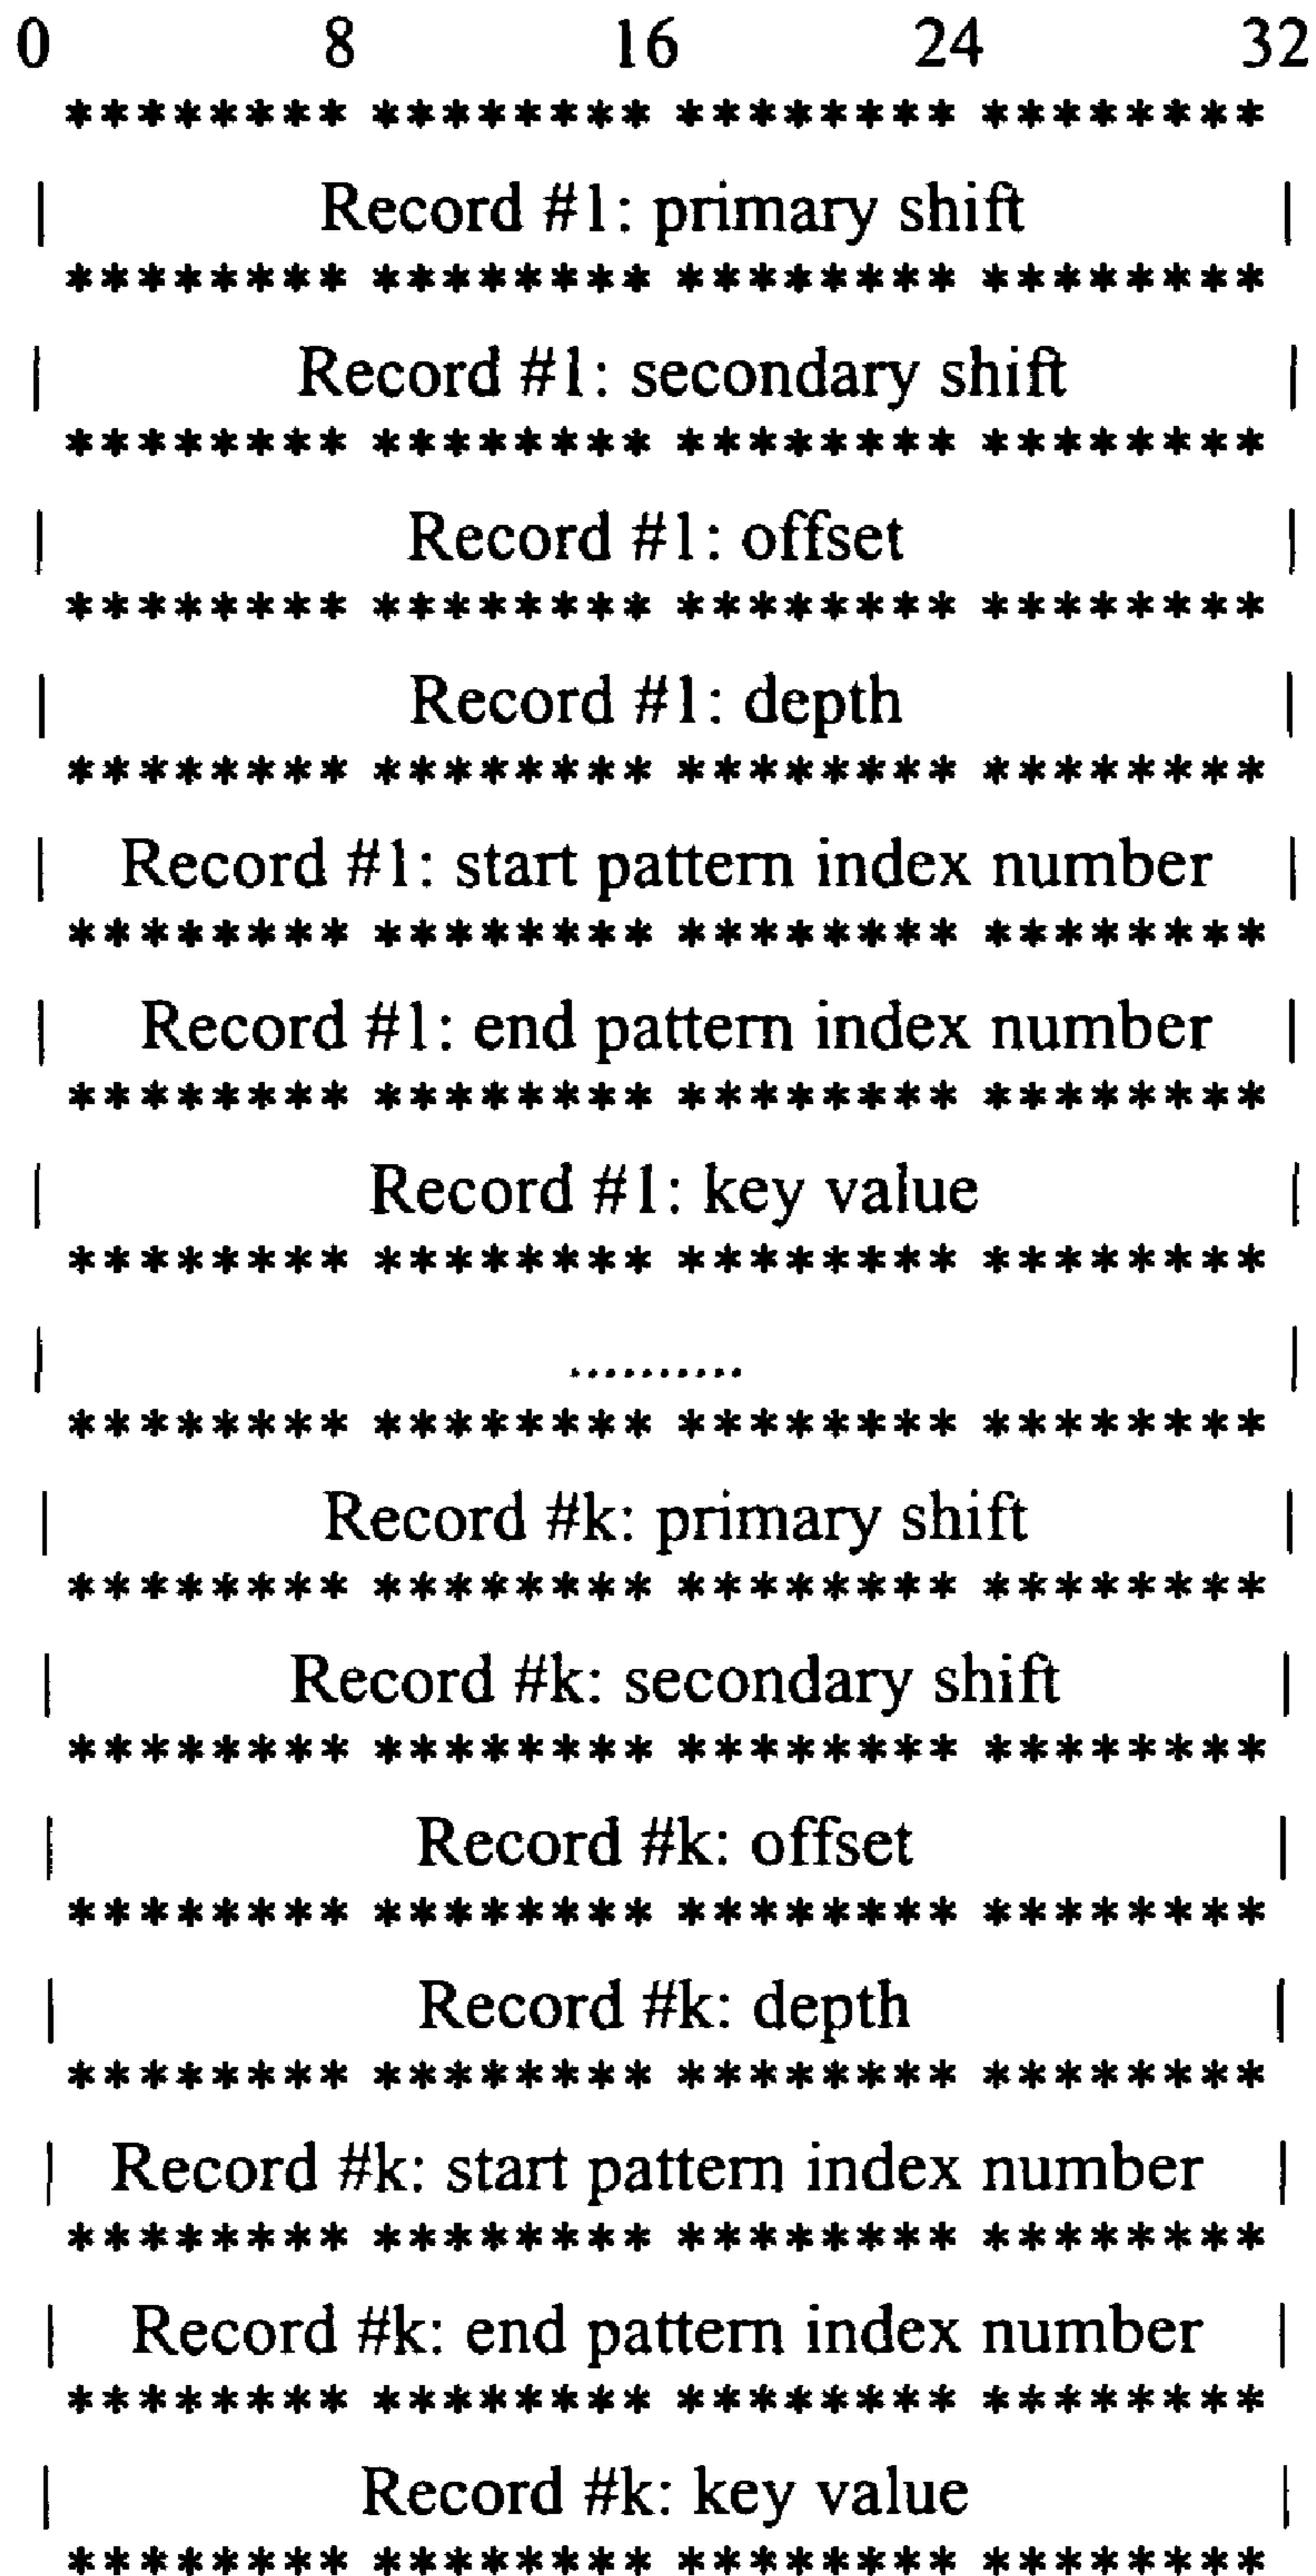 0 8 16 24 32
******** ******** ******** ********
| Record #1: primary shift |
******** ******** ******** ********
| Record #1: secondary shift |
******** ******** ******** ********
| Record #1: offset |
******** ******** ******** ********
| Record #1: depth |
******** ******** ******** ********
| Record #1: start pattern index number |
******** ******** ******** ********
| Record #1: end pattern index number |
******** ******** ******** ********
| Record #1: key value |
******** ******** ******** ********
| .......... |
******** ******** ******** ********
| Record #k: primary shift |
******** ******** ******** ********
| Record #k: secondary shift |
******** ******** ******** ********
| Record #k: offset |
******** ******** ******** ********
| Record #k: depth |
******** ******** ******** ********
| Record #k: start pattern index number |
******** ******** ******** ********
| Record #k: end pattern index number |
******** ******** ******** ********
| Record #k: key value |
******** ******** ******** ********